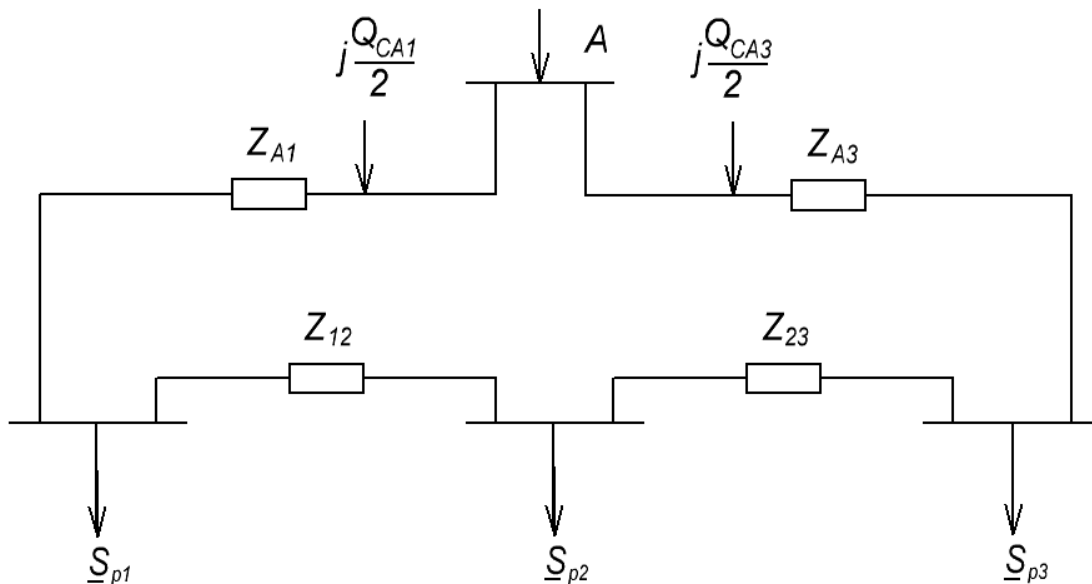 j Q_CA1 / 2
A
j Q_CA3 / 2
Z_A1
Z_A3
Z_12
Z_23
S_p1
S_p2
S_p3